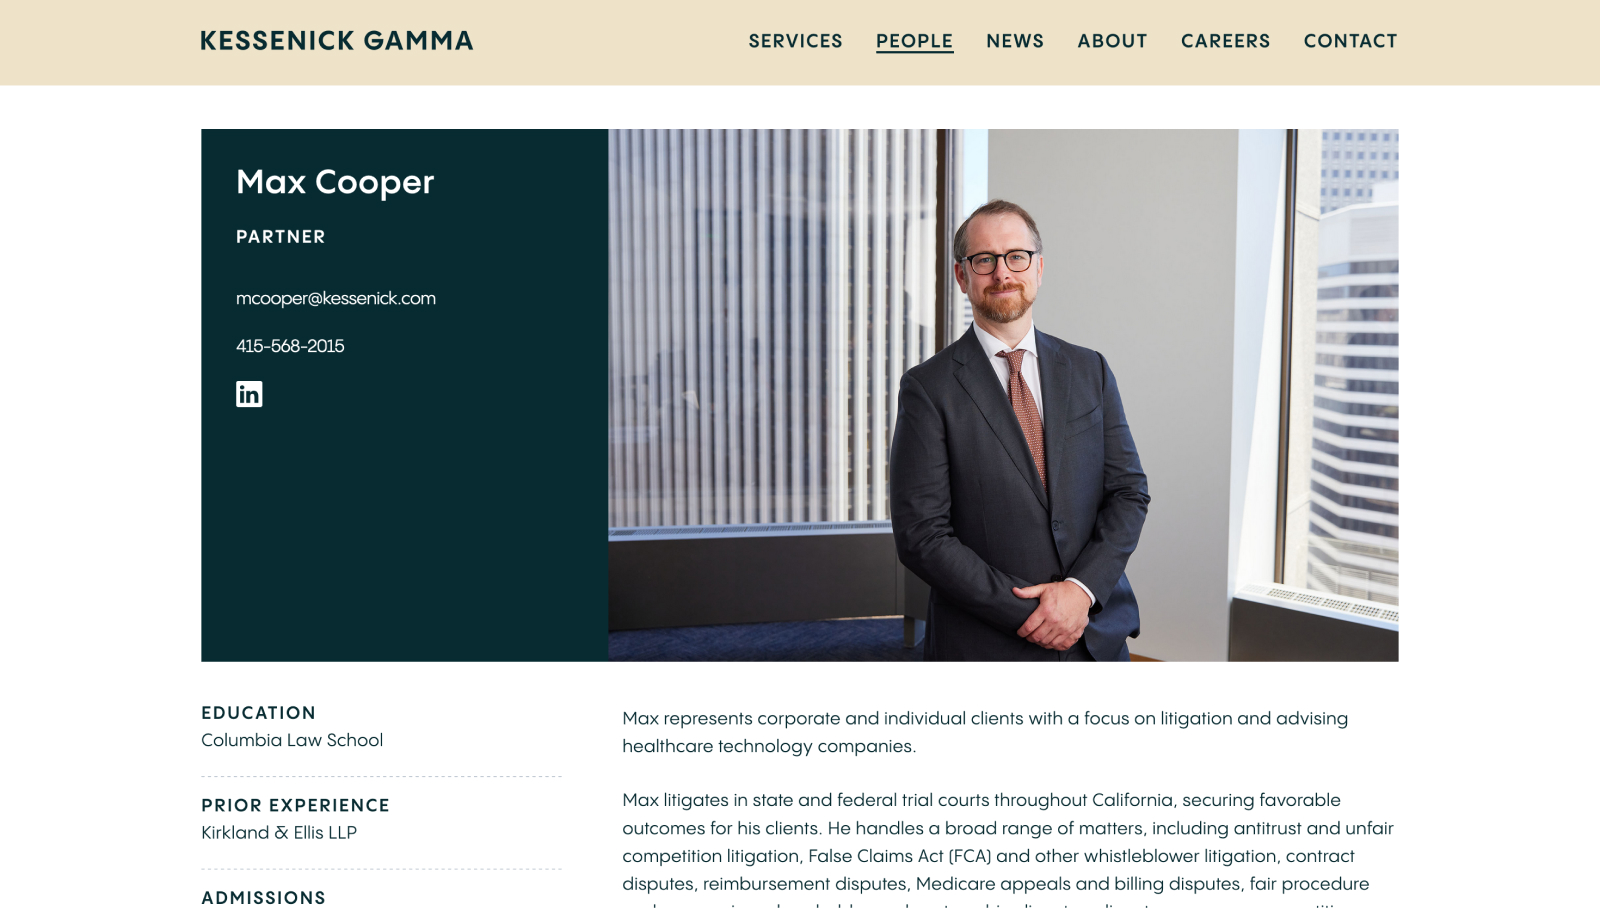 KESSENICK GAMMA
SERVICES PEOPLE NEWS ABOUT CAREERS CONTACT
Max Cooper
PARTNER
mcooper@kessenick.com
415-568-2015
in
EDUCATION
Columbia Law School
PRIOR EXPERIENCE
Kirkland & Ellis LLP
ADMISSIONS
Max represents corporate and individual clients with a focus on litigation and advising
healthcare technology companies.
Max litigates in state and federal trial courts throughout California, securing favorable
outcomes for his clients. He handles a broad range of matters, including antitrust and unfair
competition litigation, False Claims Act (FCA) and other whistleblower litigation, contract
disputes, reimbursement disputes, Medicare appeals and billing disputes, fair procedure